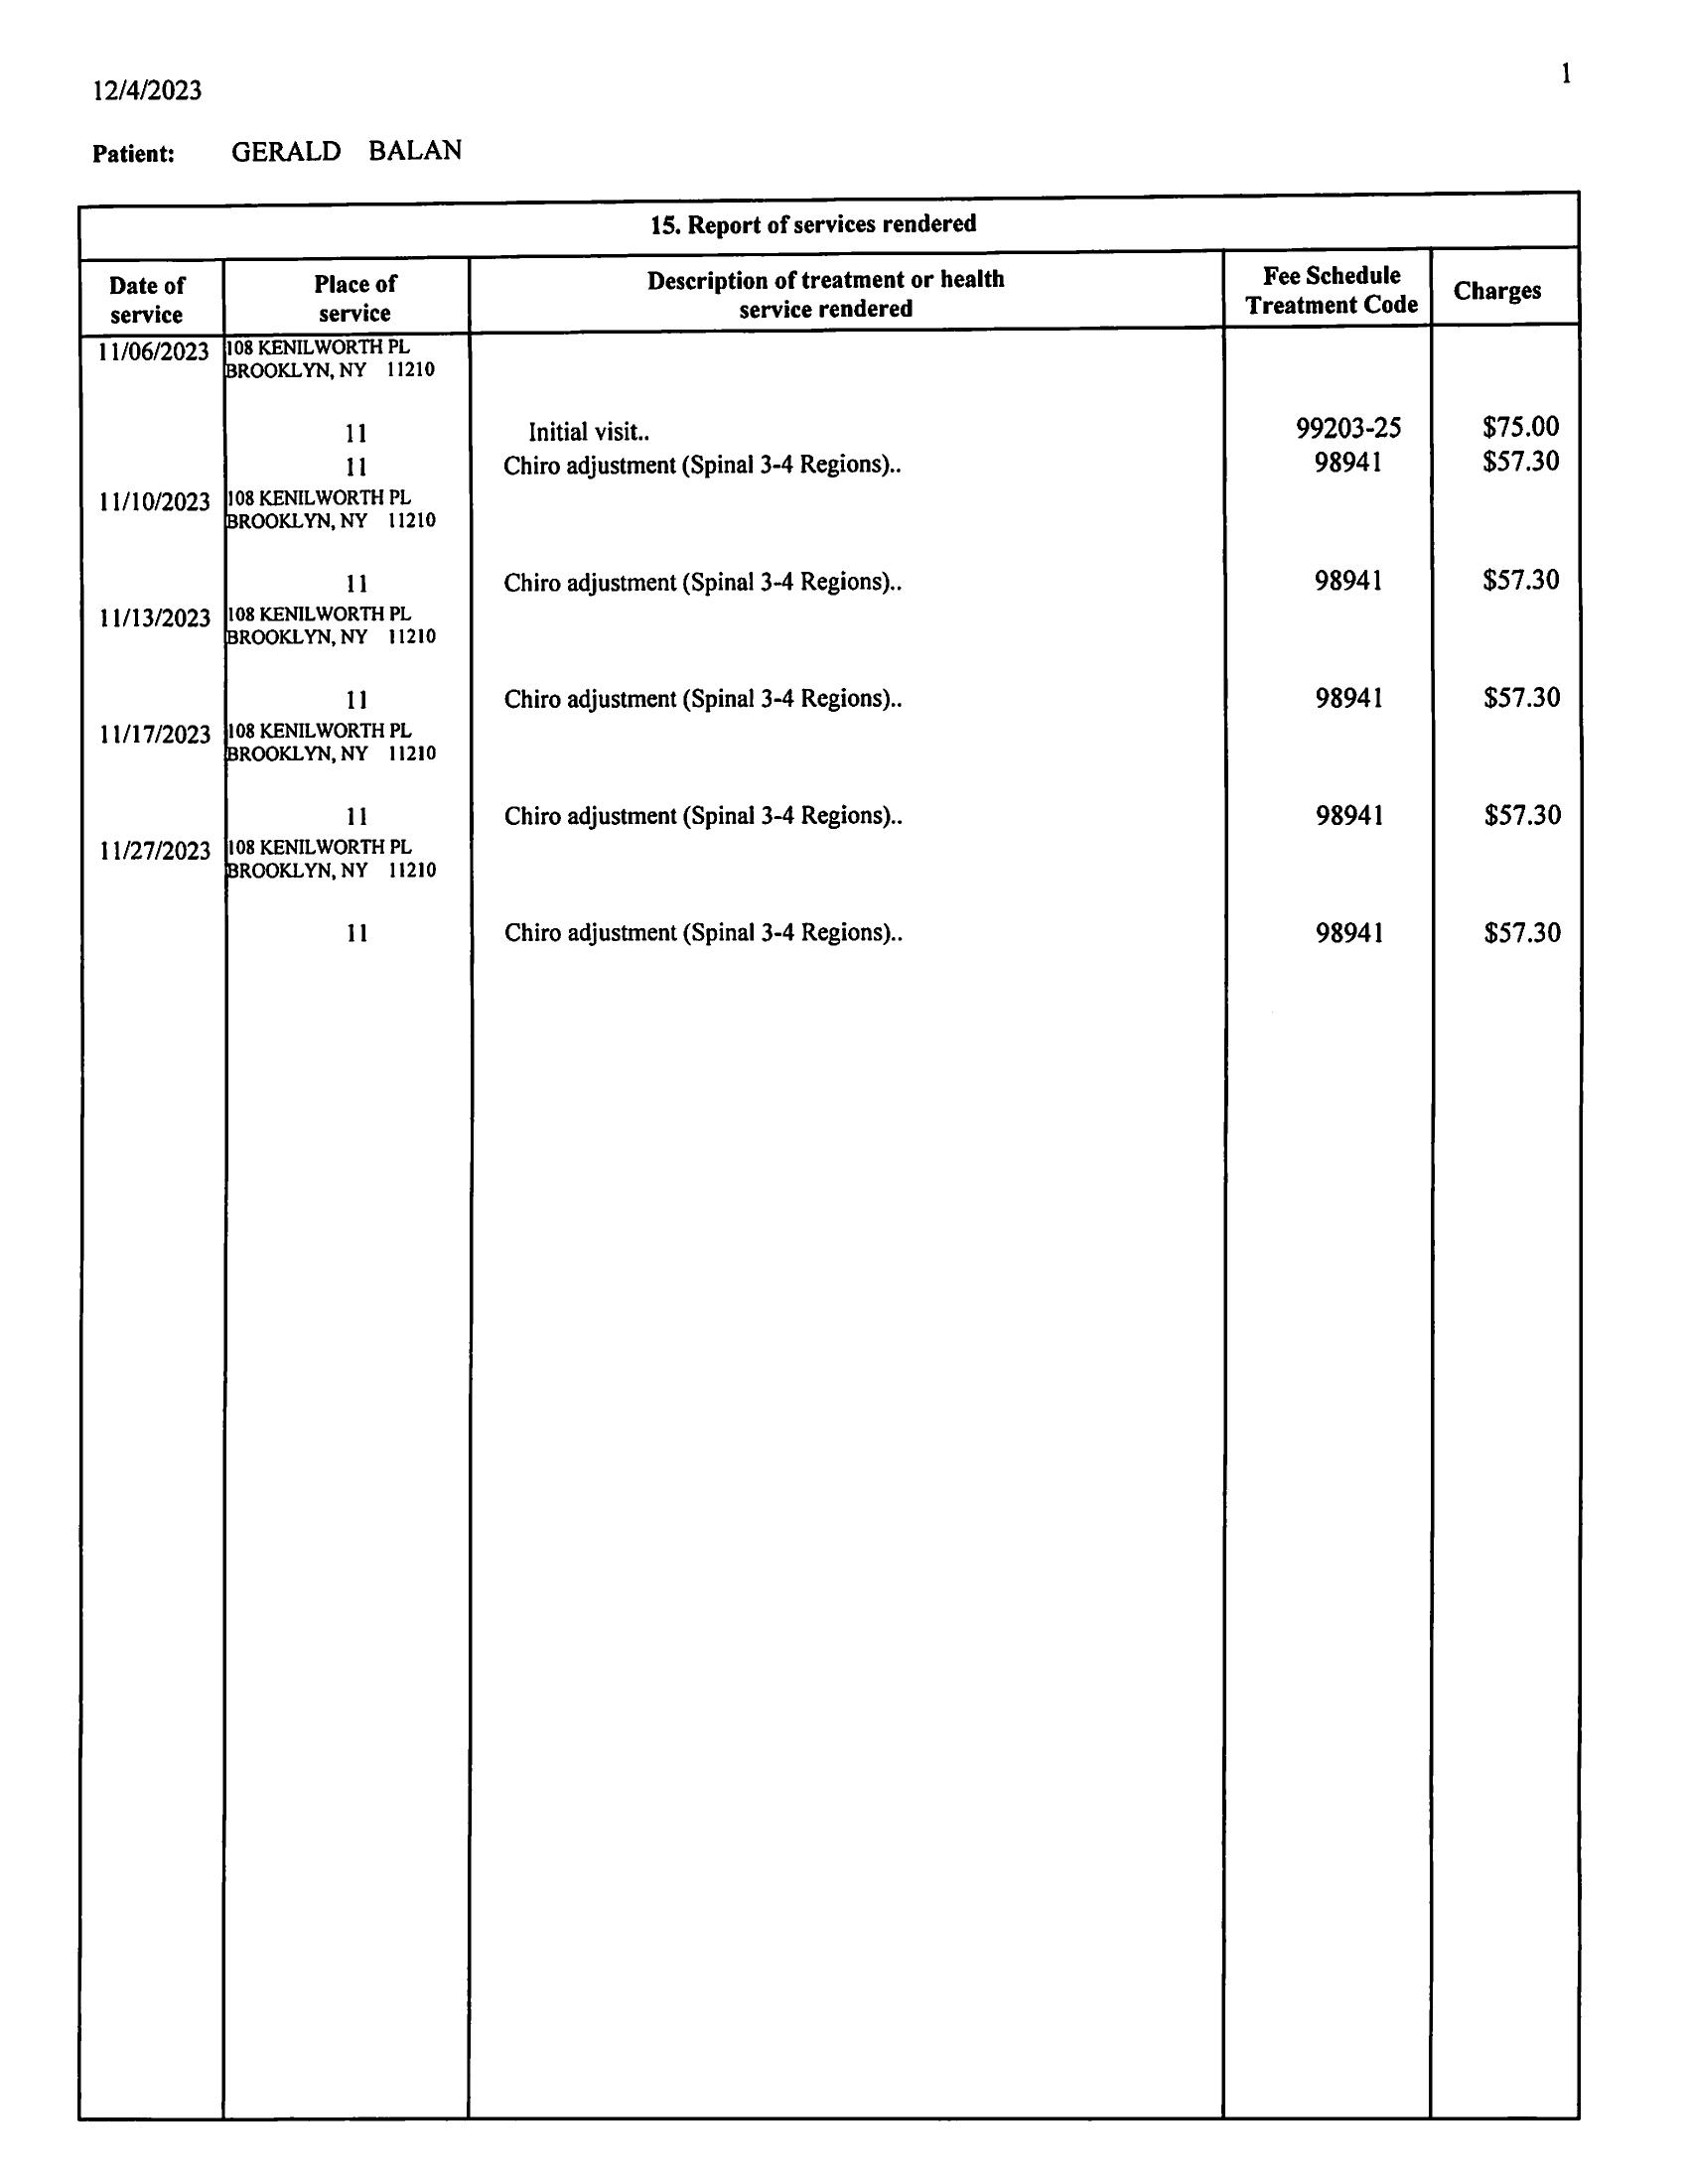 1
12/4/2023
Patient: GERALD BALAN
15. Report of services rendered
Date of service Place of service Description of treatment or health service rendered Fee Schedule Treatment Code Charges
11/06/2023 108 KENILWORTH PL
BROOKLYN, NY 11210
11 Initial visit.. 99203-25 $75.00
11 Chiro adjustment (Spinal 3-4 Regions).. 98941 $57.30
11/10/2023 108 KENILWORTH PL
BROOKLYN, NY 11210
11 Chiro adjustment (Spinal 3-4 Regions).. 98941 $57.30
11/13/2023 108 KENILWORTH PL
BROOKLYN, NY 11210
11 Chiro adjustment (Spinal 3-4 Regions).. 98941 $57.30
11/17/2023 108 KENILWORTH PL
BROOKLYN, NY 11210
11 Chiro adjustment (Spinal 3-4 Regions).. 98941 $57.30
11/27/2023 108 KENILWORTH PL
BROOKLYN, NY 11210
11 Chiro adjustment (Spinal 3-4 Regions).. 98941 $57.30